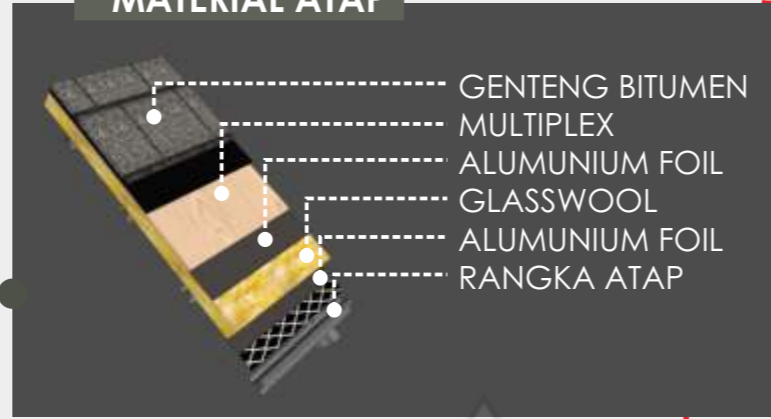 MATERIAL ATAP
GENTENG BITUMEN
MULTIPLEX
ALUMUNIUM FOIL
GLASSWOOL
ALUMUNIUM FOIL
RANGKA ATAP